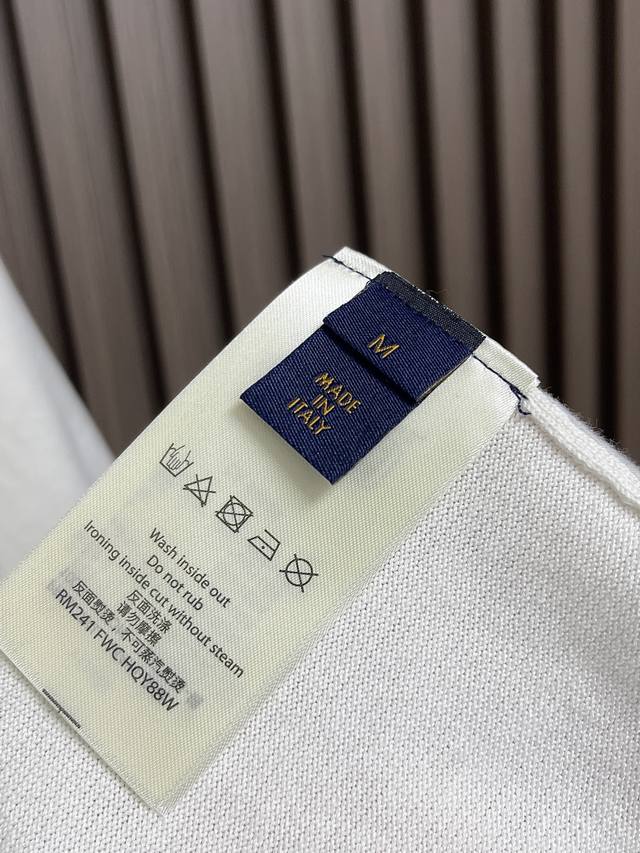 M
MADE
IN
ITALY
Wash inside out
Do not rub
Ironing inside cut without steam
反面洗涤
请勿摩擦
反面熨烫，不可蒸汽熨烫
RM241 FWC HQY88W